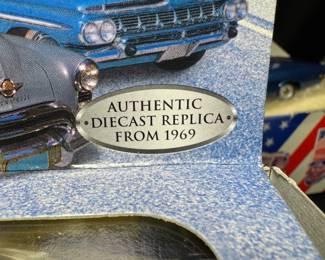 AUTHENTIC
• DIECAST REPLICA •
FROM 1969